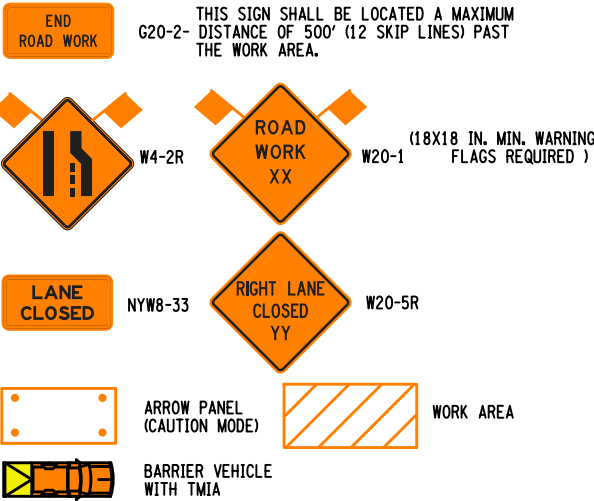 END
ROAD WORK
G20-2-
THIS SIGN SHALL BE LOCATED A MAXIMUM
DISTANCE OF 500' (12 SKIP LINES) PAST
THE WORK AREA.
W4-2R
ROAD
WORK
XX
W20-1
(18X18 IN. MIN. WARNING
FLAGS REQUIRED )
LANE
CLOSED
NYW8-33
RIGHT LANE
CLOSED
YY
W20-5R
ARROW PANEL
(CAUTION MODE)
WORK AREA
BARRIER VEHICLE
WITH TMIA